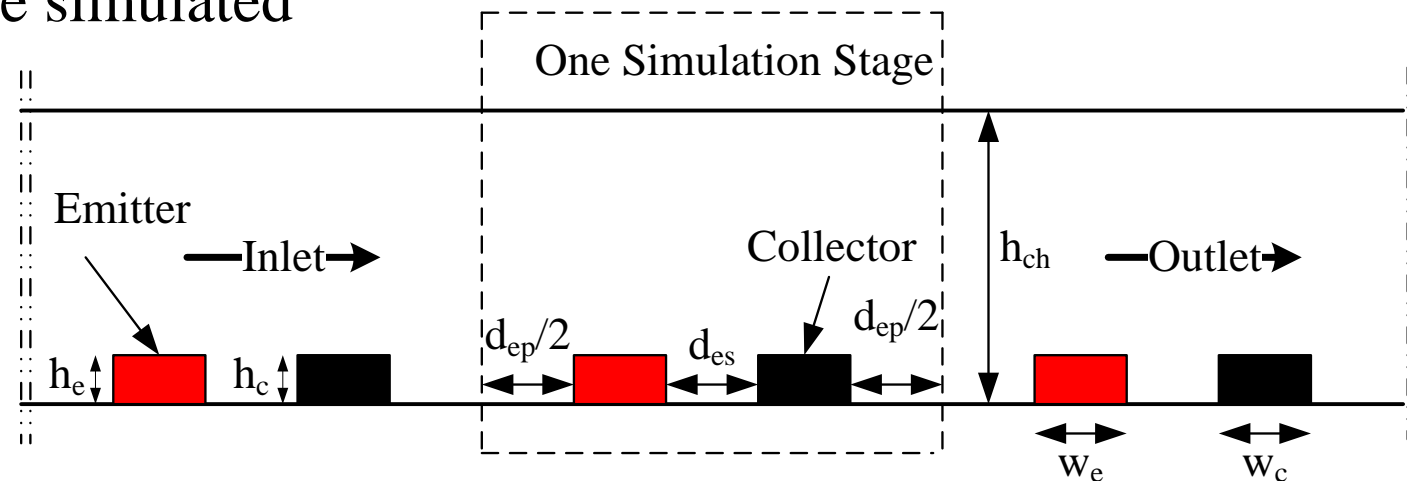 e simulated
One Simulation Stage
Emitter
Inlet
Collector
h_ch
Outlet
d_ep/2
d_es
d_ep/2
h_e
h_c
w_e
w_c